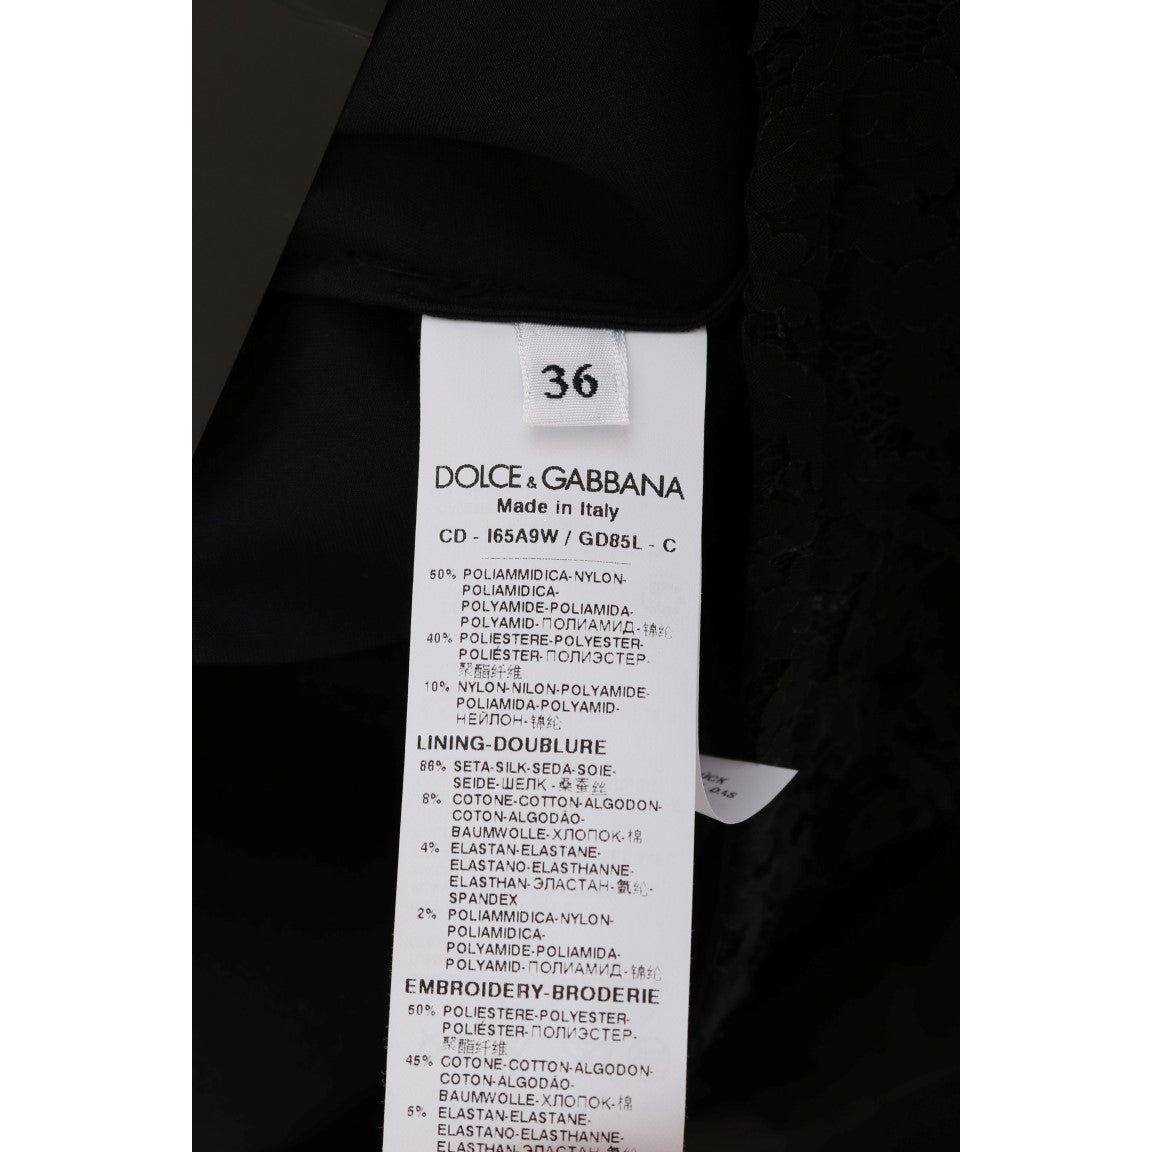 36
DOLCE & GABBANA
Made in Italy
CD - I65A9W / GD85L - C
50% POLIAMMIDICA-NYLON-
POLIAMIDICA-
POLYAMIDE-POLIAMIDA-
POLYAMID-ПОЛИАМИД-锦纶
40% POLIESTERE-POLYESTER-
POLIÉSTER-ПОЛИЭСТЕР-
聚酯纤维
10% NYLON-NILON-POLYAMIDE-
POLIAMIDA-POLYAMID-
НЕЙЛОН-锦纶
LINING-DOUBLURE
86% SETA-SILK-SEDA-SOIE-
SEIDE-ШЕЛК-桑蚕丝
8% COTONE-COTTON-ALGODON-
COTON-ALGODÃO-
BAUMWOLLE-ХЛОПОК-棉
4% ELASTAN-ELASTANE-
ELASTANO-ELASTHANNE-
ELASTHAN-ЭЛАСТАН-氨纶-
SPANDEX
2% POLIAMMIDICA-NYLON-
POLIAMIDICA-
POLYAMIDE-POLIAMIDA-
POLYAMID-ПОЛИАМИД-锦纶
EMBROIDERY-BRODERIE
50% POLIESTERE-POLYESTER-
POLIÉSTER-ПОЛИЭСТЕР-
聚酯纤维
45% COTONE-COTTON-ALGODON-
COTON-ALGODÃO-
BAUMWOLLE-ХЛОПОК-棉
5% ELASTAN-ELASTANE-
ELASTANO-ELASTHANNE-
ELASTHAN-ЭЛАСТАН-氨纶-
DAS